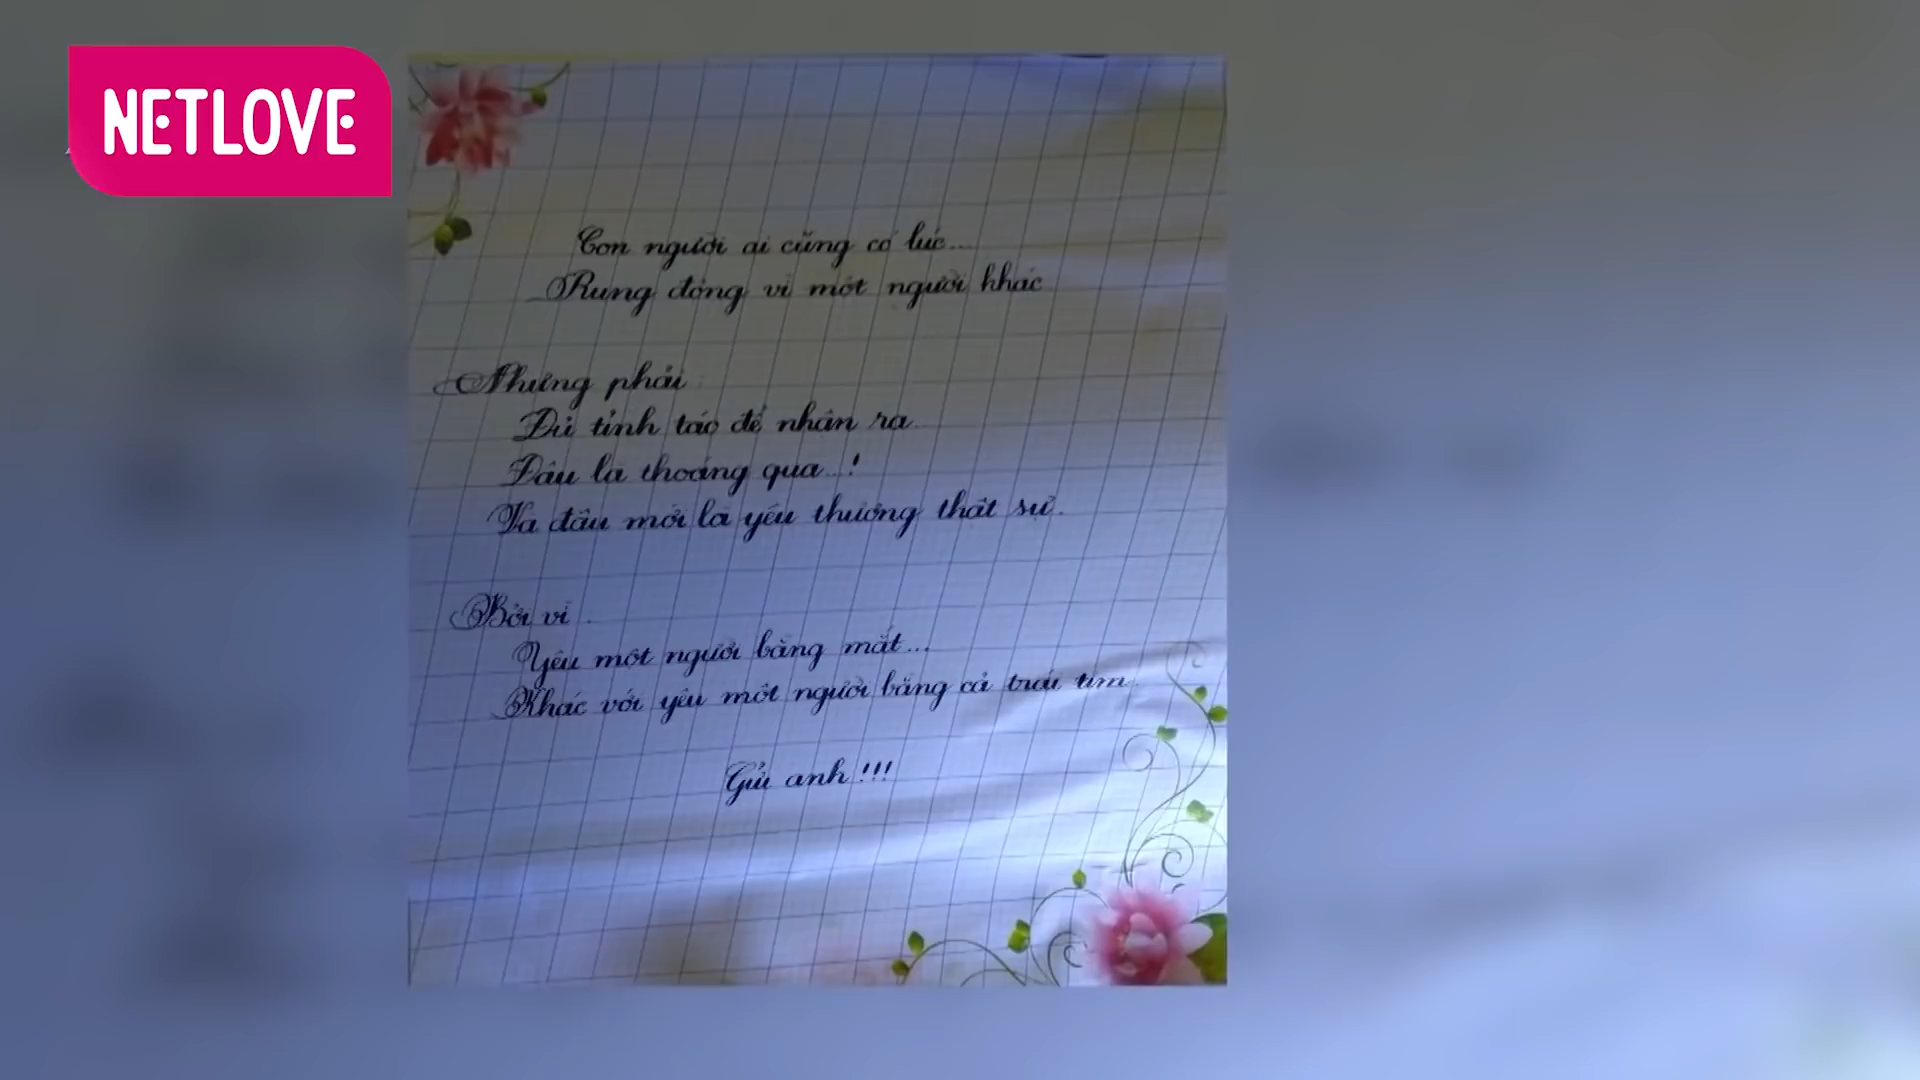 NETLOVE
Con người ai cũng có lúc...
Rung động vì một người khác
Nhưng phải
Đủ tỉnh táo để nhận ra
Đâu là thoáng qua...!
Và đâu mới là yêu thương thật sự.
Bởi vì
Yêu một người bằng mắt...
Khác với yêu một người bằng cả trái tim
Gửi anh !!!